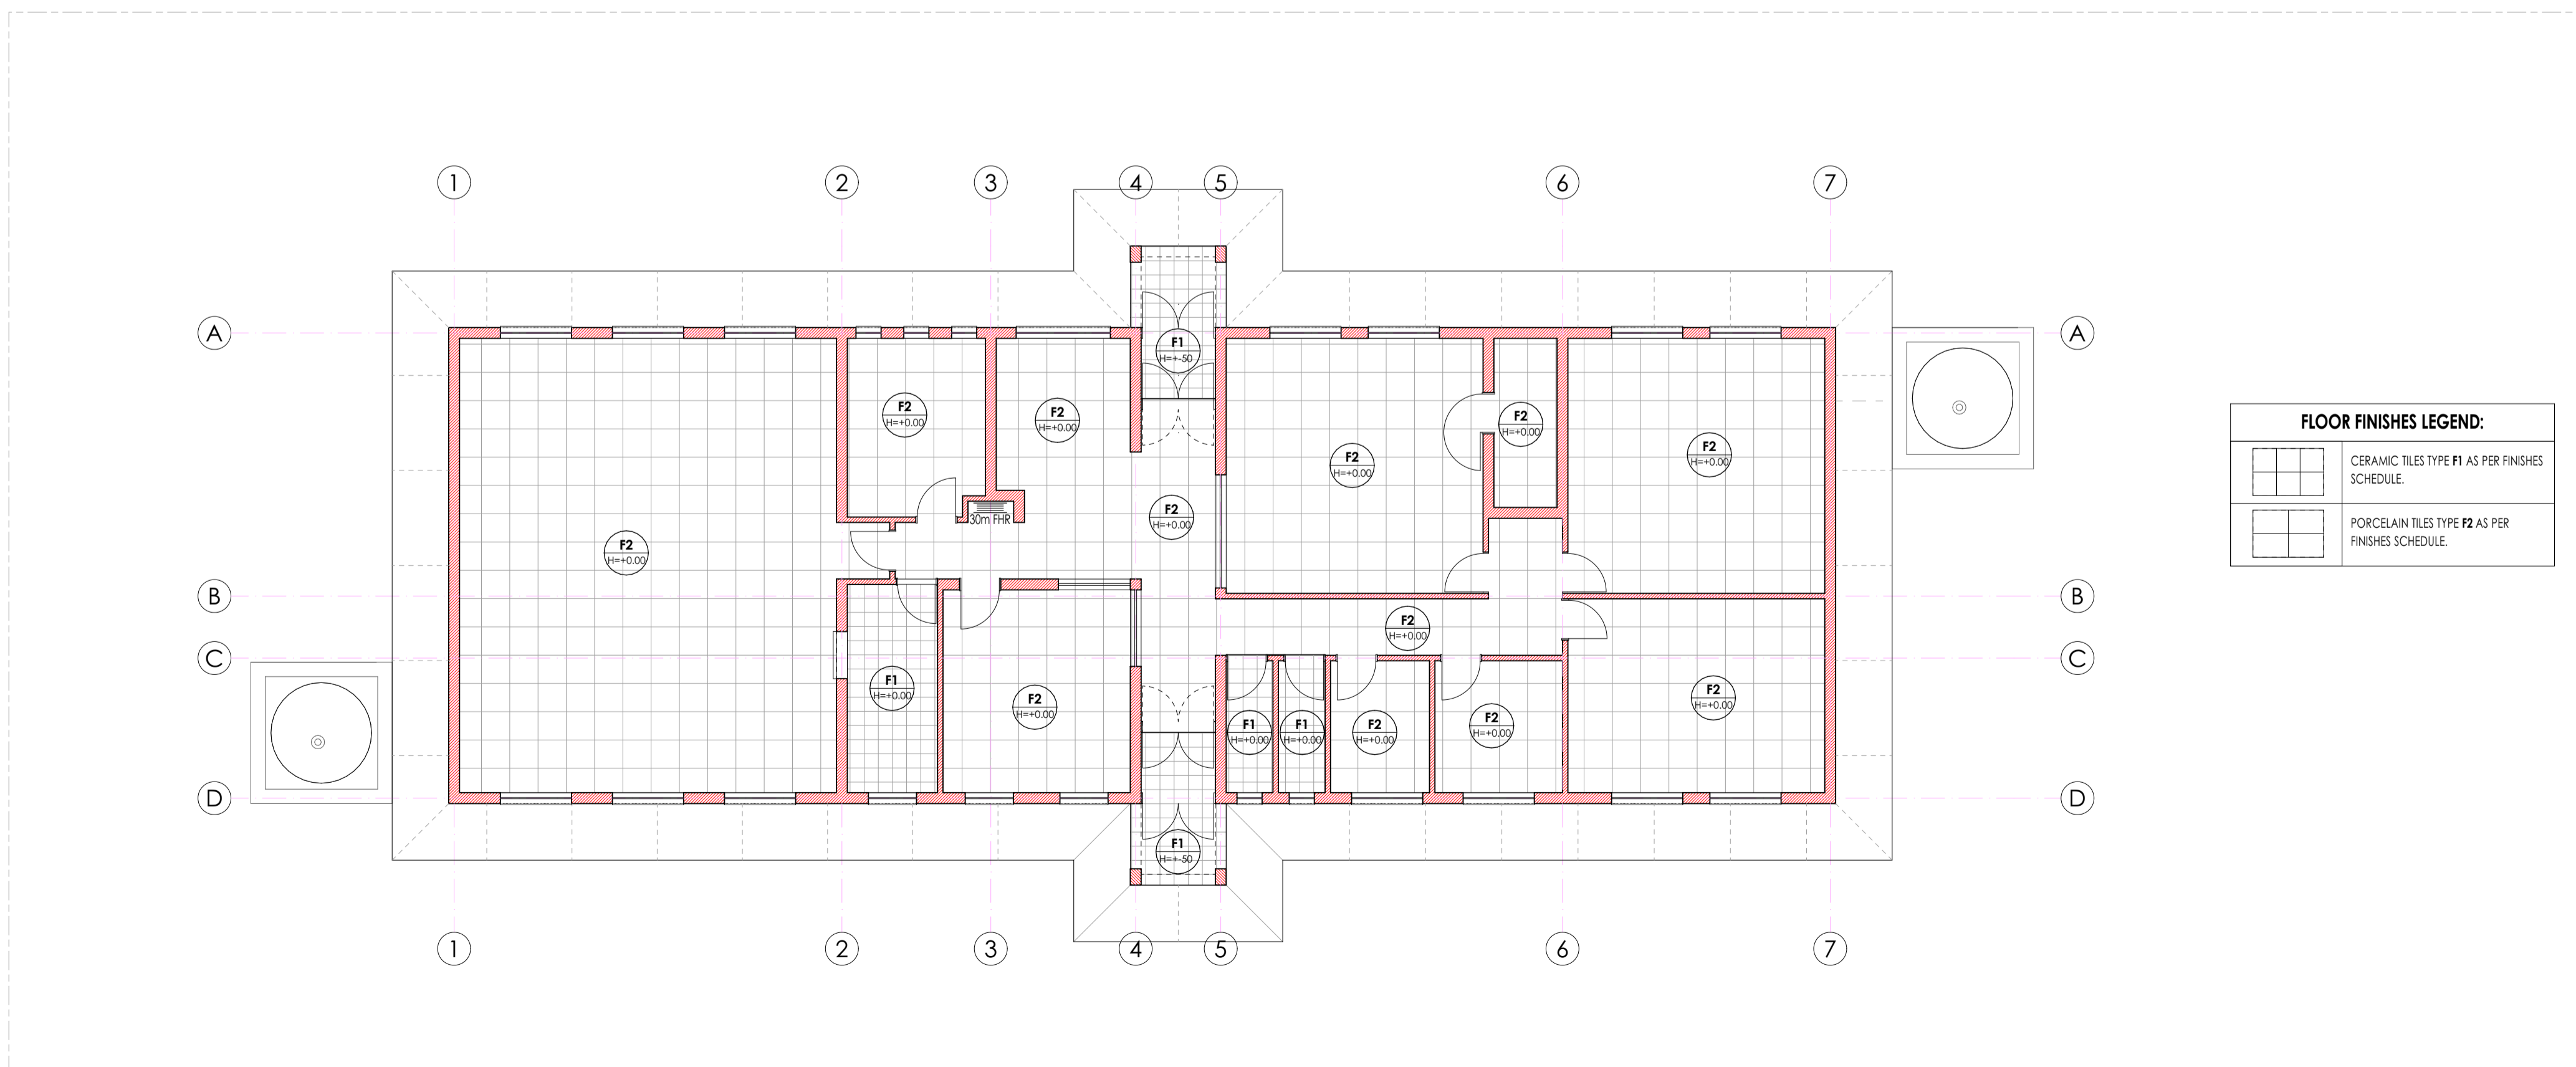 1 2 3 4 5 6 7
A A
F1
H=+-50
F2
H=+0.00
F2
H=+0.00
F2
H=+0.00
F2
H=+0.00
F2
H=+0.00
FLOOR FINISHES LEGEND:
CERAMIC TILES TYPE F1 AS PER FINISHES
SCHEDULE.
PORCELAIN TILES TYPE F2 AS PER
FINISHES SCHEDULE.
30m FHR
F2
H=+0.00
F2
H=+0.00
B B
F2
H=+0.00
C C
F1
H=+0.00
F2
H=+0.00
F2
H=+0.00
F1
H=+0.00
F1
H=+0.00
F2
H=+0.00
F2
H=+0.00
D D
F1
H=+-50
1 2 3 4 5 6 7